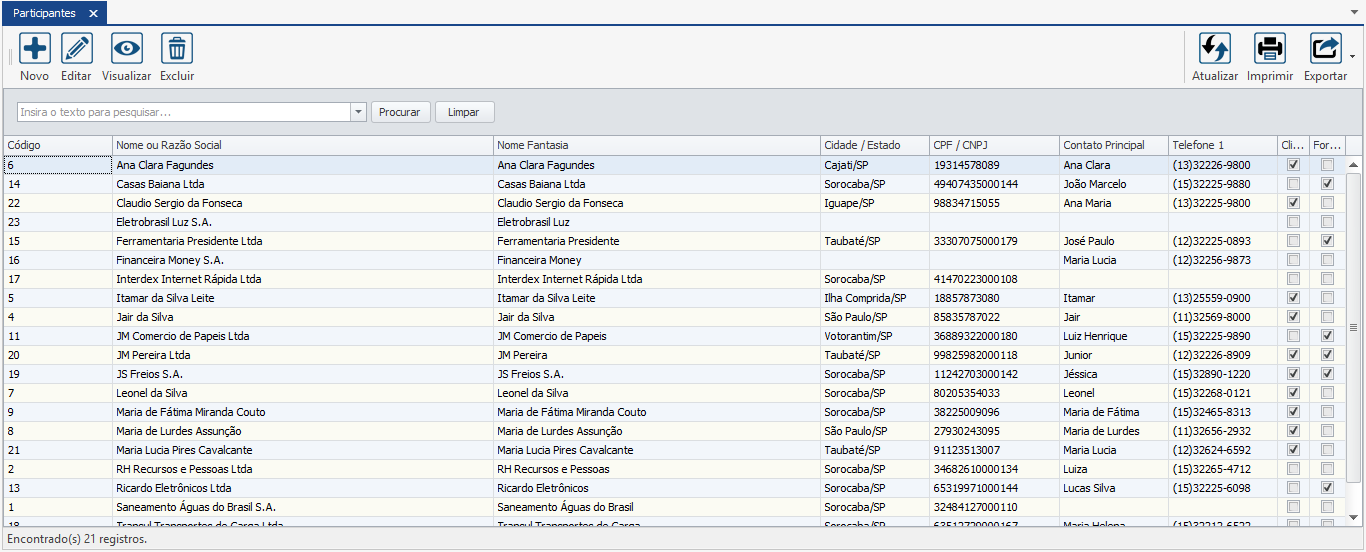 Participantes
Novo Editar Visualizar Excluir Atualizar Imprimir Exportar
Insira o texto para pesquisar... Procurar Limpar
Código Nome ou Razão Social Nome Fantasia Cidade / Estado CPF / CNPJ Contato Principal Telefone 1 Cli... For...
6 Ana Clara Fagundes Ana Clara Fagundes Cajati/SP 19314578089 Ana Clara (13)32226-9800
14 Casas Baiana Ltda Casas Baiana Ltda Sorocaba/SP 49407435000144 João Marcelo (15)32225-9880
22 Claudio Sergio da Fonseca Claudio Sergio da Fonseca Iguape/SP 98834715055 Ana Maria (13)32225-9800
23 Eletrobrasil Luz S.A. Eletrobrasil Luz
15 Ferramentaria Presidente Ltda Ferramentaria Presidente Taubaté/SP 33307075000179 José Paulo (12)32225-0893
16 Financeira Money S.A. Financeira Money Maria Lucia (12)32256-9873
17 Interdex Internet Rápida Ltda Interdex Internet Rápida Ltda Sorocaba/SP 41470223000108
5 Itamar da Silva Leite Itamar da Silva Leite Ilha Comprida/SP 18857873080 Itamar (13)25559-0900
4 Jair da Silva Jair da Silva São Paulo/SP 85835787022 Jair (11)32569-8000
11 JM Comercio de Papeis Ltda JM Comercio de Papeis Votorantim/SP 36889322000180 Luiz Henrique (15)32225-9890
20 JM Pereira Ltda JM Pereira Taubaté/SP 99825982000118 Junior (12)32226-8909
19 JS Freios S.A. JS Freios S.A. Sorocaba/SP 11242703000142 Jéssica (15)32890-1220
7 Leonel da Silva Leonel da Silva Sorocaba/SP 80205354033 Leonel (15)32268-0121
9 Maria de Fátima Miranda Couto Maria de Fátima Miranda Couto Sorocaba/SP 38225009096 Maria de Fátima (15)32465-8313
8 Maria de Lurdes Assunção Maria de Lurdes Assunção São Paulo/SP 27930243095 Maria de Lurdes (11)32656-2932
21 Maria Lucia Pires Cavalcante Maria Lucia Pires Cavalcante Taubaté/SP 91123513007 Maria Lucia (12)32624-6592
2 RH Recursos e Pessoas Ltda RH Recursos e Pessoas Sorocaba/SP 34682610000134 Luiza (15)32265-4712
13 Ricardo Eletrônicos Ltda Ricardo Eletrônicos Sorocaba/SP 65319971000144 Lucas Silva (15)32225-6098
1 Saneamento Águas do Brasil S.A. Saneamento Águas do Brasil Sorocaba/SP 32484127000110
18 Transul Transportes de Carga Ltda Transul Transportes de Carga Sorocaba/SP Maria Helena
Encontrado(s) 21 registros.